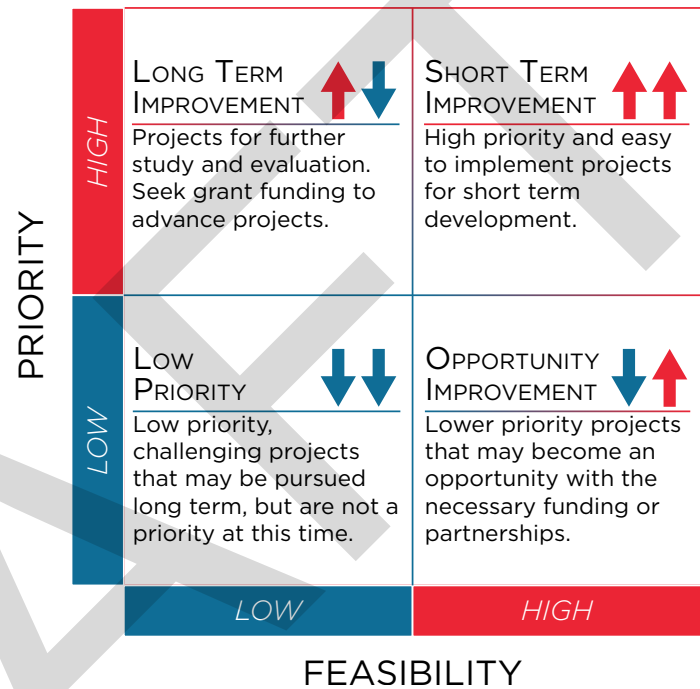 PRIORITY
HIGH
LONG TERM
IMPROVEMENT
Projects for further
study and evaluation.
Seek grant funding to
advance projects.
SHORT TERM
IMPROVEMENT
High priority and easy
to implement projects
for short term
development.
LOW
LOW
PRIORITY
Low priority,
challenging projects
that may be pursued
long term, but are not a
priority at this time.
OPPORTUNITY
IMPROVEMENT
Lower priority projects
that may become an
opportunity with the
necessary funding or
partnerships.
LOW
HIGH
FEASIBILITY